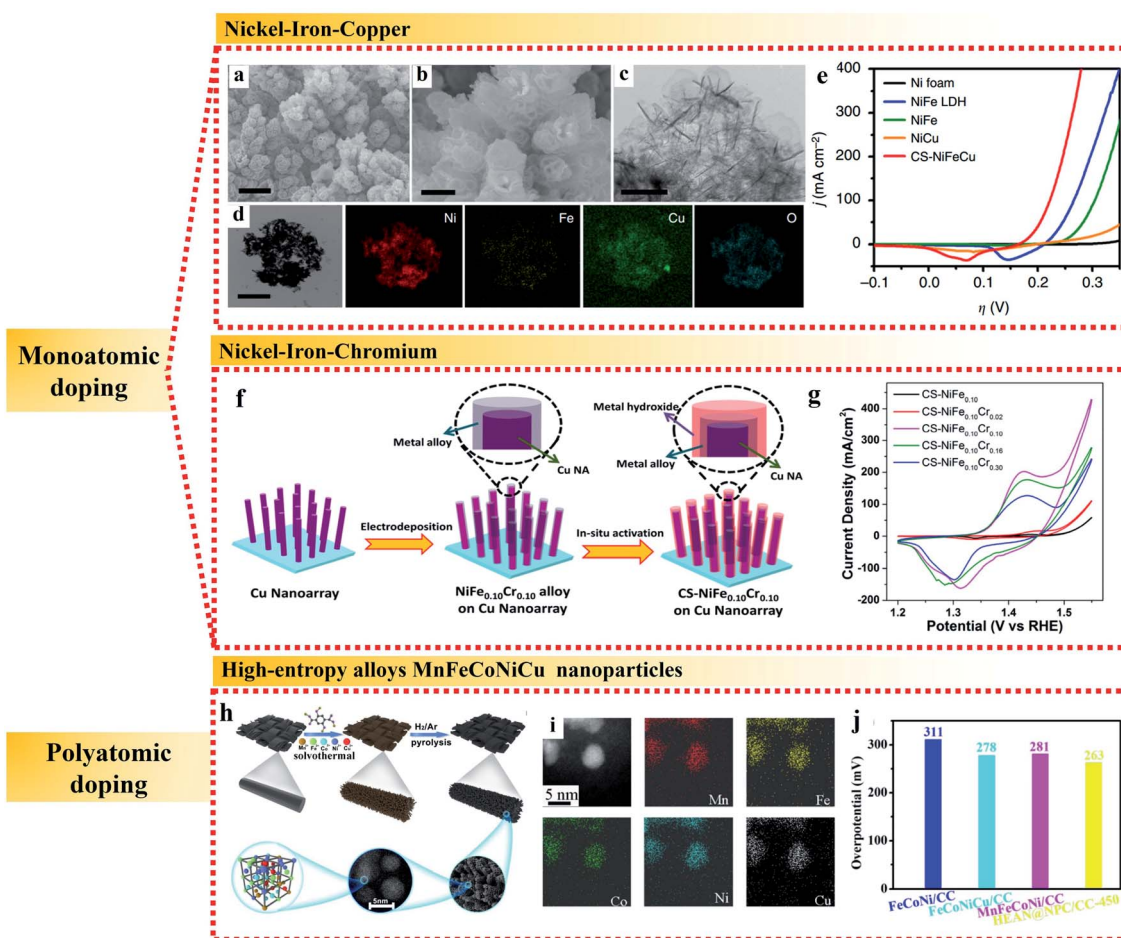 Nickel-Iron-Copper
a
b
c
d
Ni
Fe
Cu
O
e
Ni foam
NiFe LDH
NiFe
NiCu
CS-NiFeCu
400
300
200
100
0
j (mA cm⁻²)
–0.1
0.0
0.1
0.2
0.3
η (V)
Monoatomic
doping
Nickel-Iron-Chromium
f
Metal alloy
Cu NA
Metal hydroxide
Metal alloy
Cu NA
Electrodeposition
In-situ activation
Cu Nanoarray
NiFe₀.₁₀Cr₀.₁₀ alloy
on Cu Nanoarray
CS-NiFe₀.₁₀Cr₀.₁₀
on Cu Nanoarray
g
CS-NiFe₀.₁₀
CS-NiFe₀.₁₀Cr₀.₀₂
CS-NiFe₀.₁₀Cr₀.₁₀
CS-NiFe₀.₁₀Cr₀.₁₆
CS-NiFe₀.₁₀Cr₀.₃₀
500
400
300
200
100
0
-100
-200
Current Density (mA/cm²)
1.2
1.3
1.4
1.5
Potential (V vs RHE)
Polyatomic
doping
High-entropy alloys MnFeCoNiCu nanoparticles
h
solvothermal
H₂/Ar
pyrolysis
5nm
i
5 nm
Mn
Fe
Co
Ni
Cu
j
300
200
100
0
Overpotential (mV)
311
278
281
263
FeCoNi/CC
FeCoNiCu/CC
MnFeCoNi/CC
HEAN@NPC/CC-450